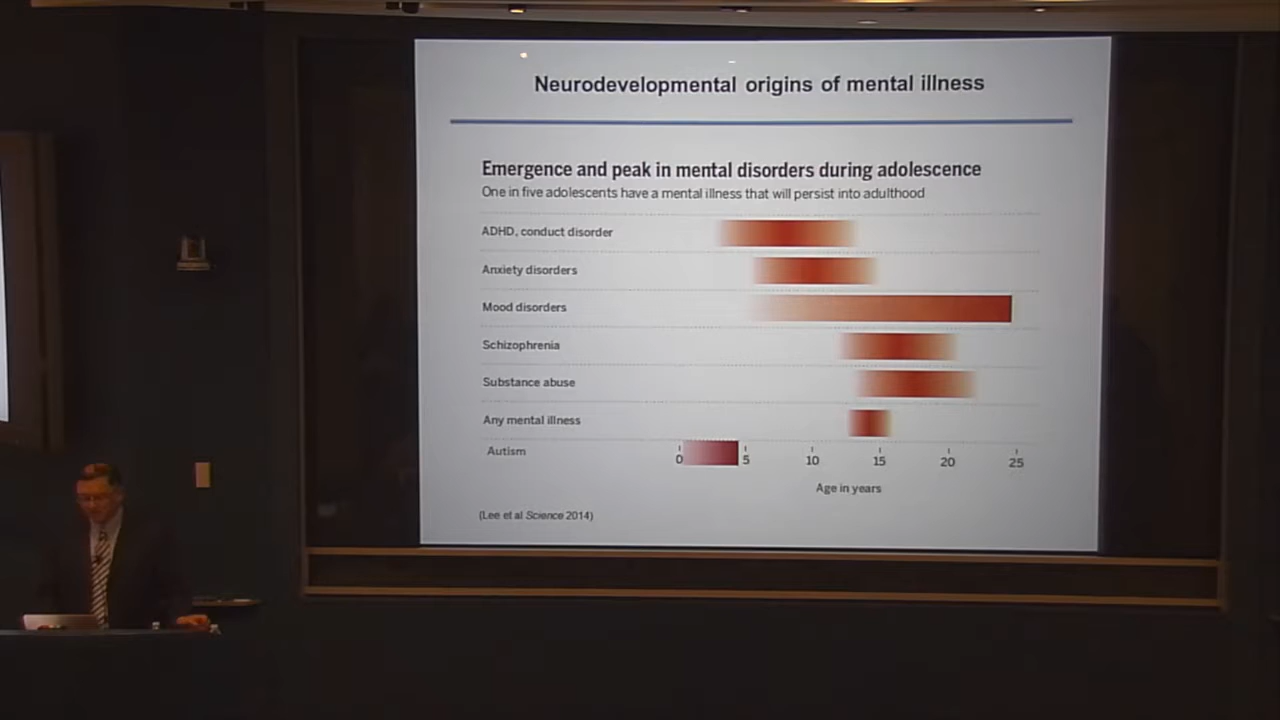 Neurodevelopmental origins of mental illness
Emergence and peak in mental disorders during adolescence
One in five adolescents have a mental illness that will persist into adulthood
ADHD, conduct disorder
Anxiety disorders
Mood disorders
Schizophrenia
Substance abuse
Any mental illness
Autism
0 5 10 15 20 25
Age in years
(Lee et al Science 2014)